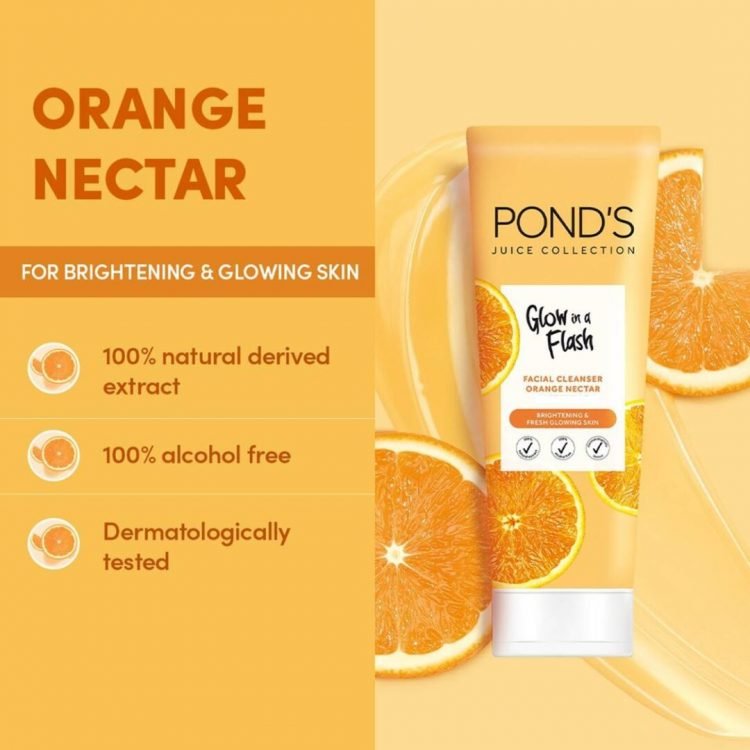 ORANGE
NECTAR
FOR BRIGHTENING & GLOWING SKIN
100% natural derived
extract
100% alcohol free
Dermatologically
tested
POND'S
JUICE COLLECTION
Glow in a
Flash
FACIAL CLEANSER
ORANGE NECTAR
BRIGHTENING &
FRESH GLOWING SKIN